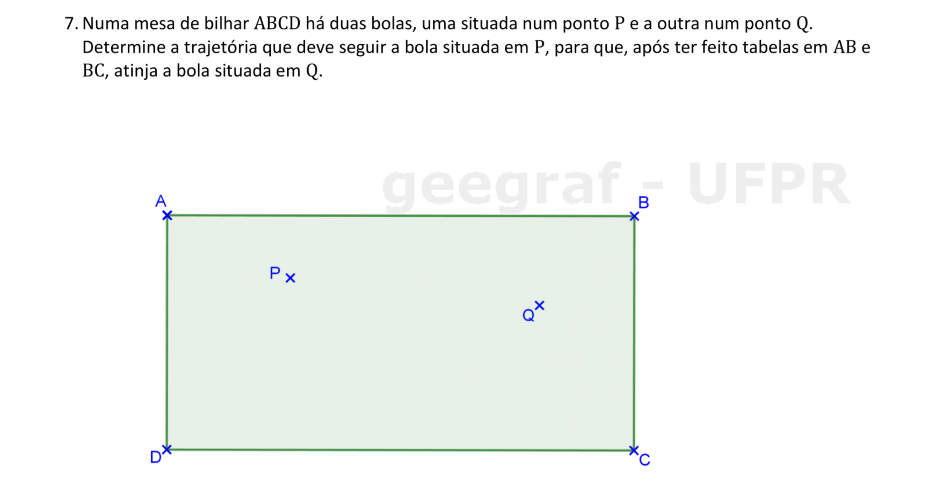 7. Numa mesa de bilhar ABCD há duas bolas, uma situada num ponto P e a outra num ponto Q.
Determine a trajetória que deve seguir a bola situada em P, para que, após ter feito tabelas em AB e
BC, atinja a bola situada em Q.
geegraf - UFPR
A
B
P
Q
D
C